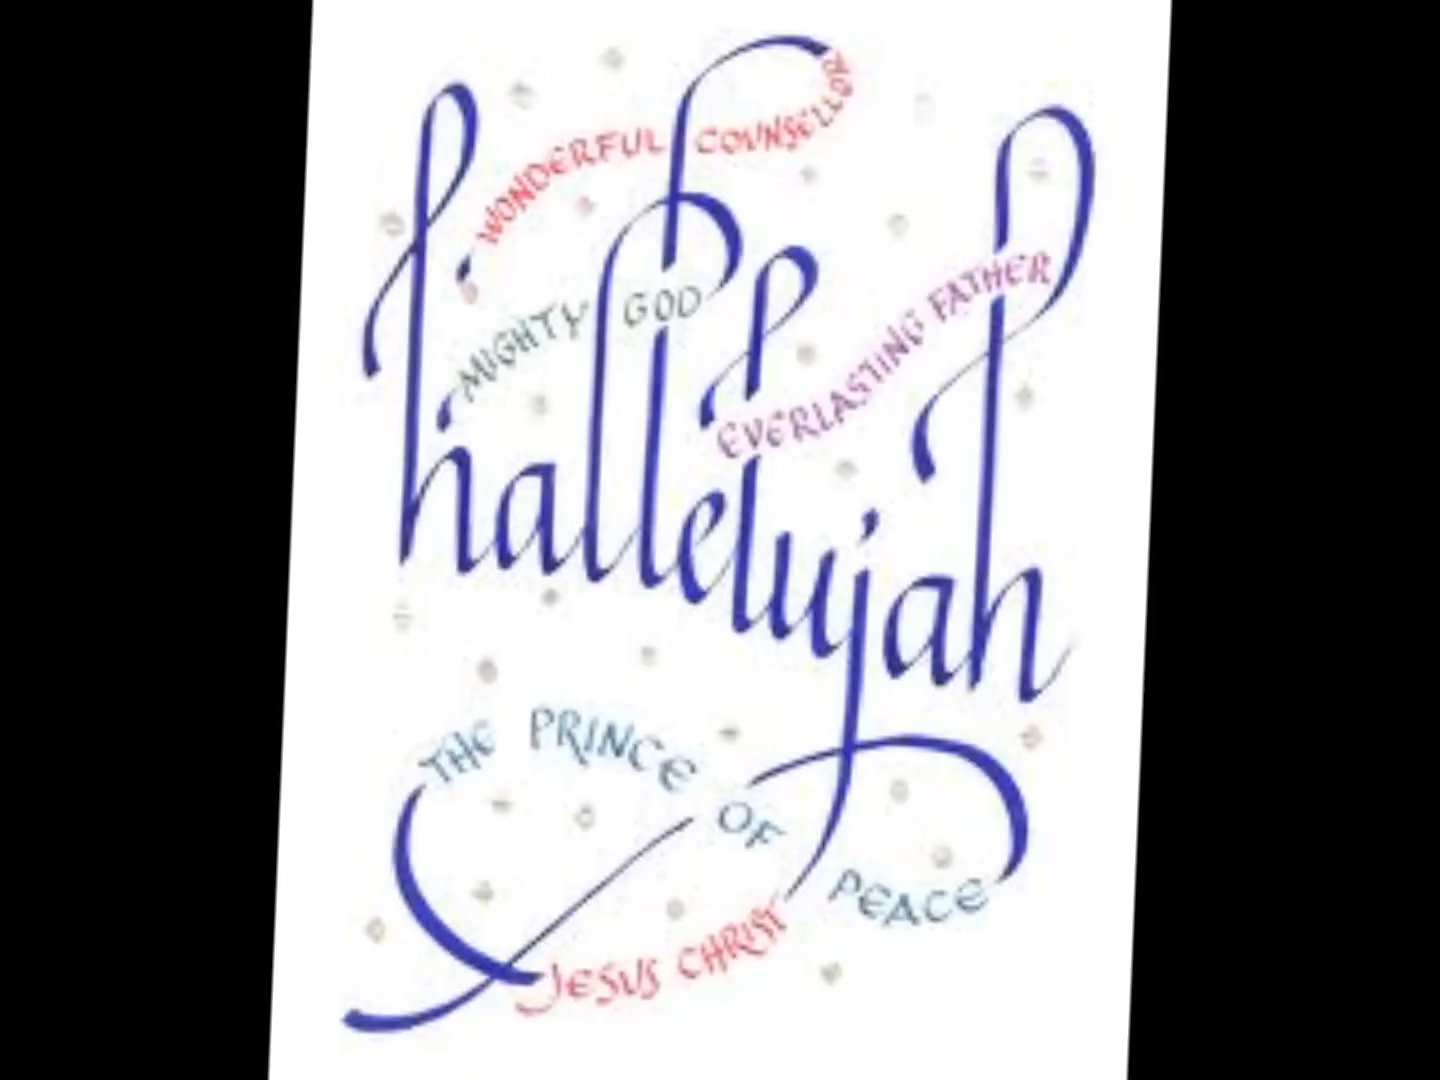 WONDERFUL COUNSELLOR
MIGHTY GOD
EVERLASTING FATHER
hallelujah
THE PRINCE OF PEACE
JESUS CHRIST